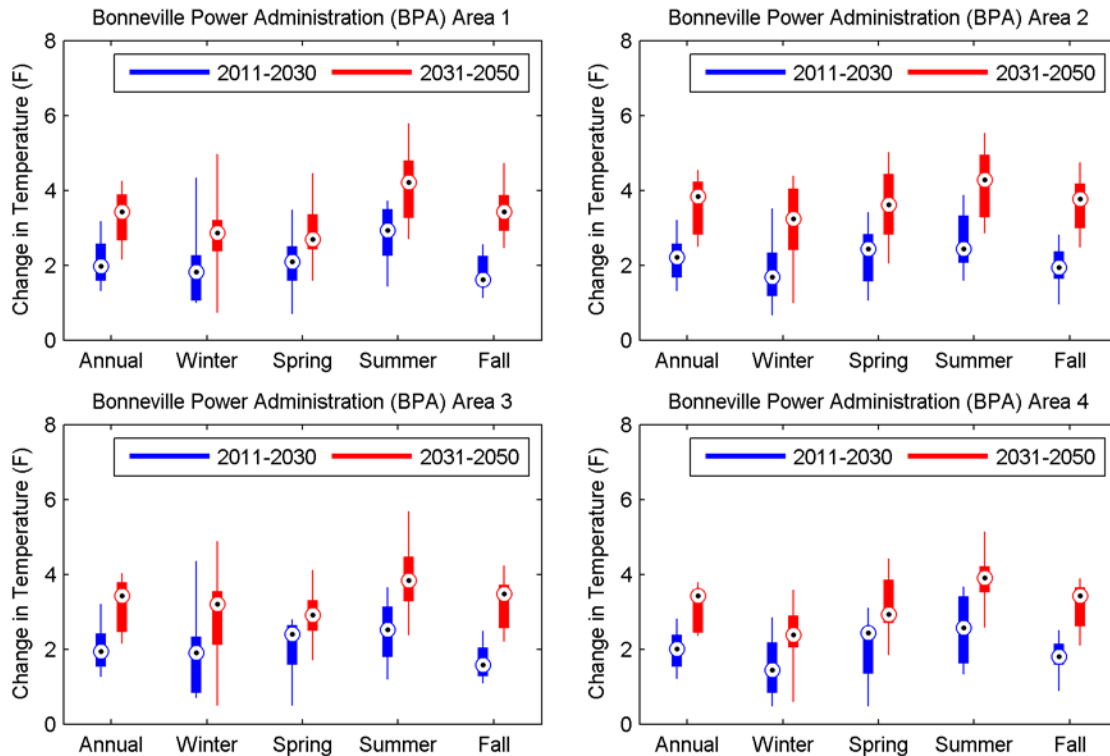 Bonneville Power Administration (BPA) Area 1
Change in Temperature (F)
8
6
4
2
0
2011-2030 2031-2050
Annual Winter Spring Summer Fall
Bonneville Power Administration (BPA) Area 2
Change in Temperature (F)
8
6
4
2
0
2011-2030 2031-2050
Annual Winter Spring Summer Fall
Bonneville Power Administration (BPA) Area 3
Change in Temperature (F)
8
6
4
2
0
2011-2030 2031-2050
Annual Winter Spring Summer Fall
Bonneville Power Administration (BPA) Area 4
Change in Temperature (F)
8
6
4
2
0
2011-2030 2031-2050
Annual Winter Spring Summer Fall